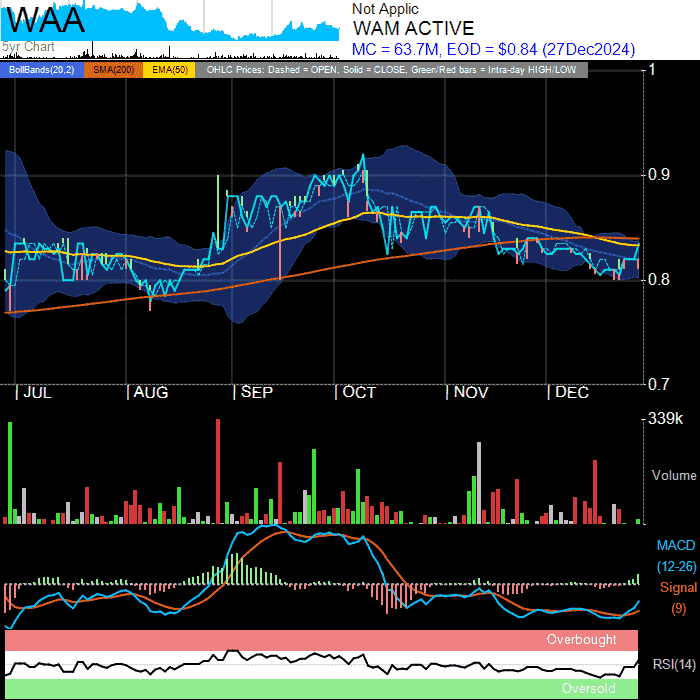 WAA
5yr Chart
Not Applic
WAM ACTIVE
MC = 63.7M, EOD = $0.84 (27Dec2024)
BollBands(20,2) SMA(200) EMA(50) OHLC Prices: Dashed = OPEN, Solid = CLOSE, Green/Red bars = Intra-day HIGH/LOW
1
0.9
0.8
0.7
JUL AUG SEP OCT NOV DEC
339k
Volume
MACD
(12-26)
Signal
(9)
Overbought
RSI(14)
Oversold